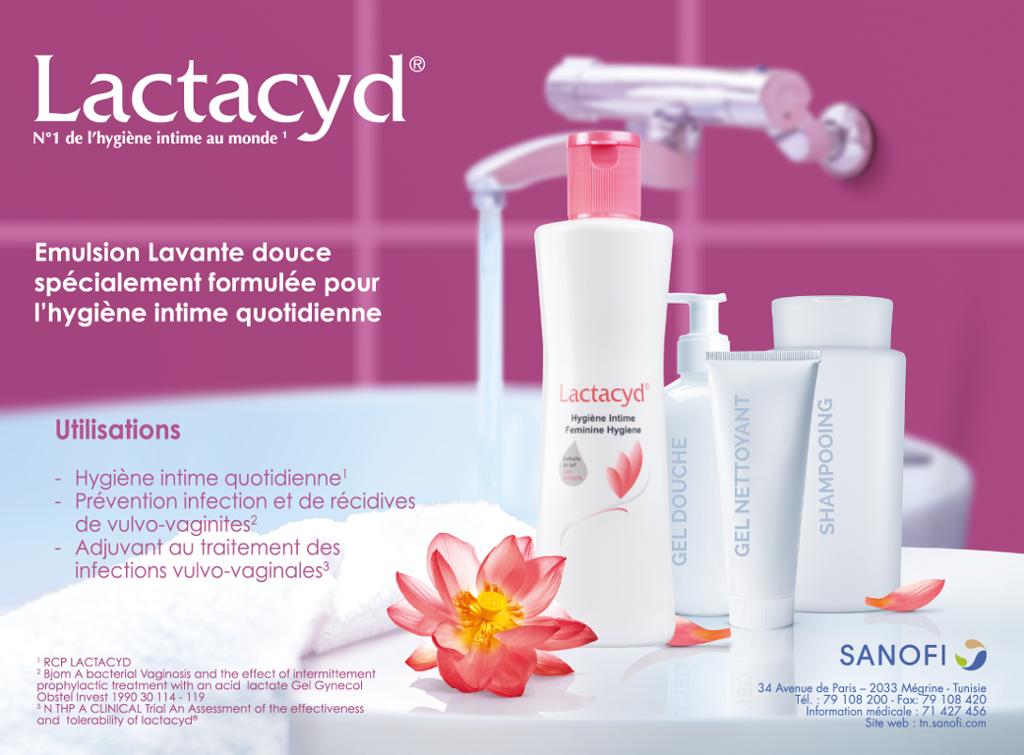 Lactacyd®
N°1 de l'hygiène intime au monde ¹
Emulsion Lavante douce
spécialement formulée pour
l'hygiène intime quotidienne
Utilisations
- Hygiène intime quotidienne¹
- Prévention infection et de récidives
de vulvo-vaginites²
- Adjuvant au traitement des
infections vulvo-vaginales³
Lactacyd®
Hygiène Intime
Feminine Hygiene
Extraits
de lait
GEL DOUCHE
GEL NETTOYANT
SHAMPOOING
¹ RCP LACTACYD
² Bjom A bacterial Vaginosis and the effect of intermittement
prophylactic treatment with an acid lactate Gel Gynecol
Obstel Invest 1990 30 114 - 119
³ N THP A CLINICAL Trial An Assessment of the effectiveness
and tolerability of lactacyd®
SANOFI
34 Avenue de Paris – 2033 Mégrine - Tunisie
Tél. : 79 108 200 - Fax: 79 108 420
Information médicale : 71 427 456
Site web : tn.sanofi.com